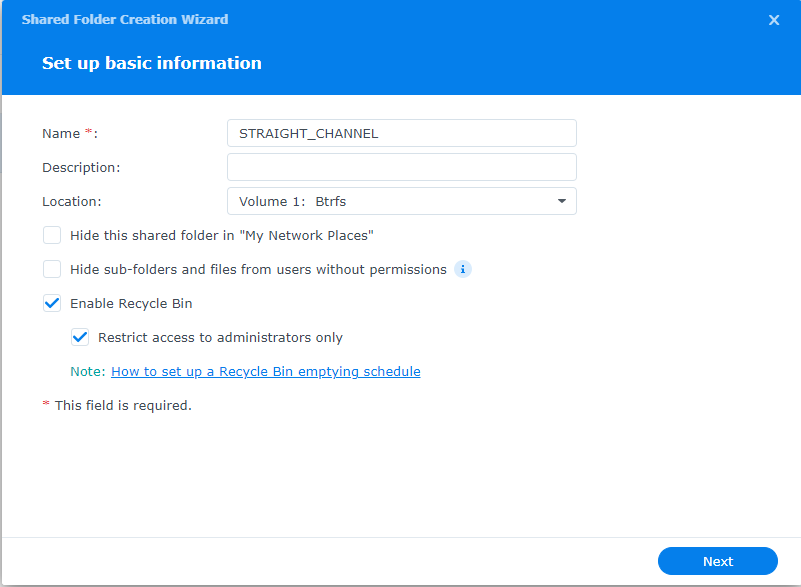 Shared Folder Creation Wizard
Set up basic information
Name *: STRAIGHT_CHANNEL
Description:
Location: Volume 1: Btrfs
Hide this shared folder in "My Network Places"
Hide sub-folders and files from users without permissions i
Enable Recycle Bin
Restrict access to administrators only
Note: How to set up a Recycle Bin emptying schedule
* This field is required.
Next